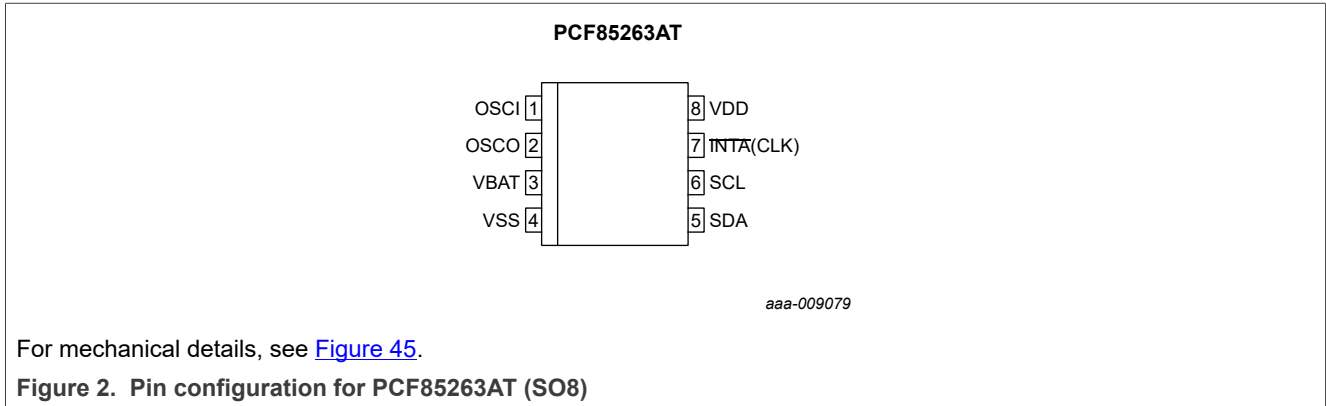 PCF85263AT
OSCI 1 8 VDD
OSCO 2 7 INTA(CLK)
VBAT 3 6 SCL
VSS 4 5 SDA
aaa-009079
For mechanical details, see Figure 45.
Figure 2. Pin configuration for PCF85263AT (SO8)